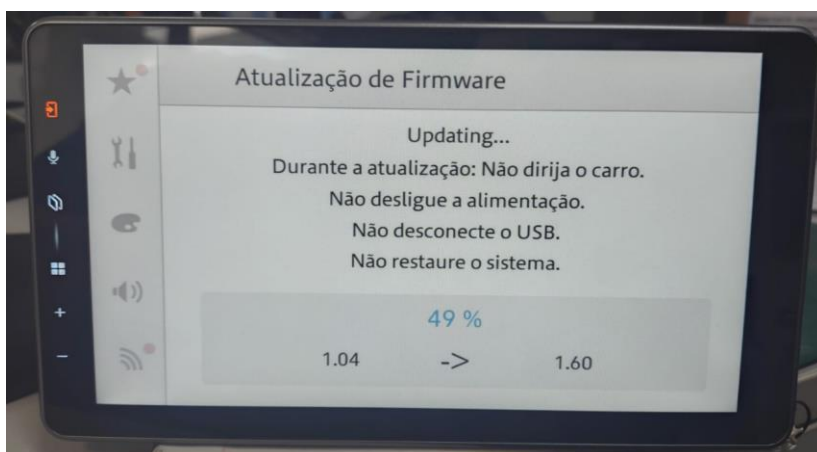 Atualização de Firmware
Updating...
Durante a atualização: Não dirija o carro.
Não desligue a alimentação.
Não desconecte o USB.
Não restaure o sistema.
49 %
1.04 -> 1.60